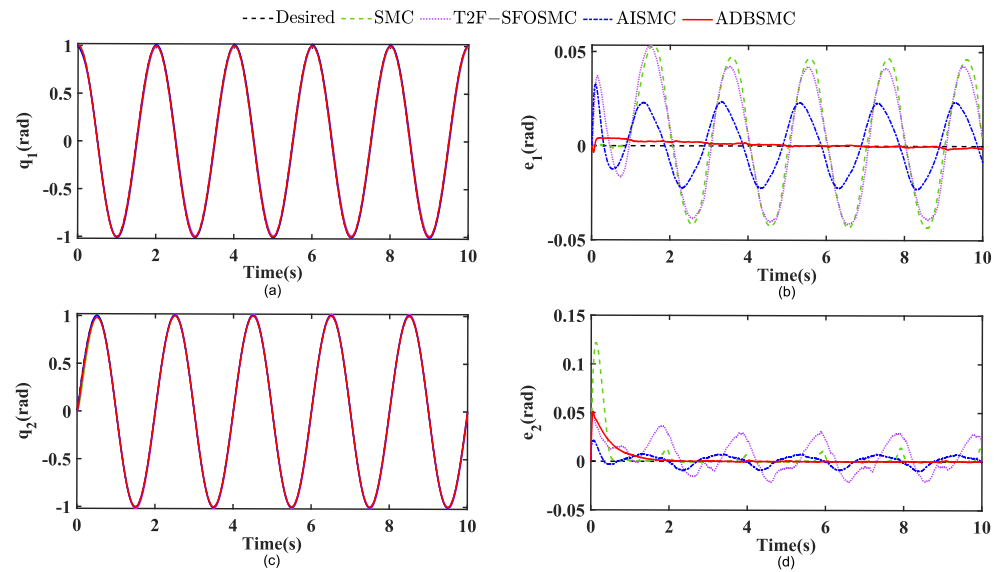 Desired SMC T2F-SFOSMC AISMC ADBSMC
1
0.5
0
-0.5
-1
q1(rad)
0 2 4 6 8 10
Time(s)
(a)
0.05
0
-0.05
e1(rad)
0 2 4 6 8 10
Time(s)
(b)
1
0.5
0
-0.5
-1
q2(rad)
0 2 4 6 8 10
Time(s)
(c)
0.15
0.1
0.05
0
-0.05
e2(rad)
0 2 4 6 8 10
Time(s)
(d)